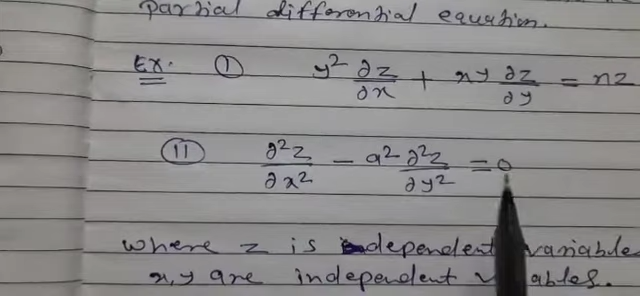 Partial differential equation.
Ex. (I) y² ∂z/∂x + xy ∂z/∂y = nz
(II) ∂²z/∂x² - a² ∂²z/∂y² = 0
where z is dependent variable
x,y are independent